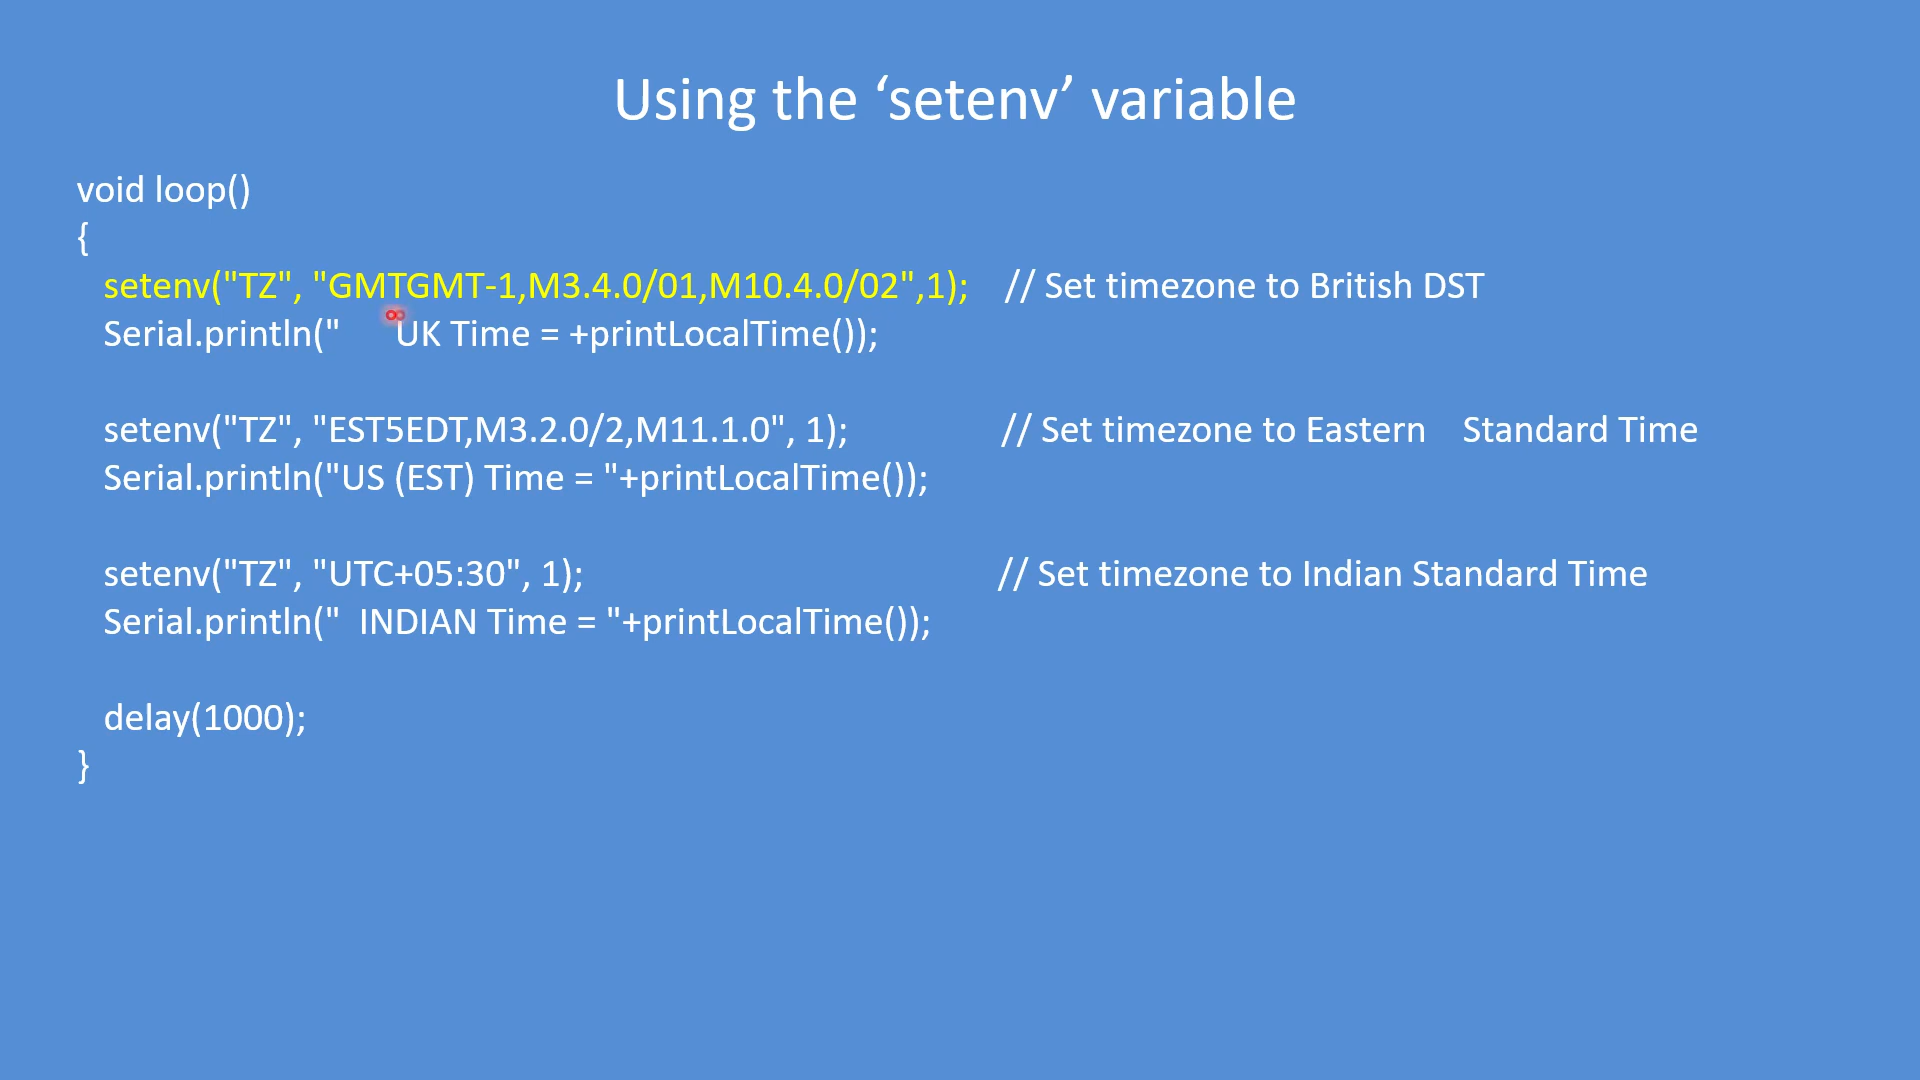 Using the ‘setenv’ variable
void loop()
{
setenv("TZ", "GMTGMT-1,M3.4.0/01,M10.4.0/02",1); // Set timezone to British DST
Serial.println(" UK Time = +printLocalTime());
setenv("TZ", "EST5EDT,M3.2.0/2,M11.1.0", 1); // Set timezone to Eastern Standard Time
Serial.println("US (EST) Time = "+printLocalTime());
setenv("TZ", "UTC+05:30", 1); // Set timezone to Indian Standard Time
Serial.println(" INDIAN Time = "+printLocalTime());
delay(1000);
}